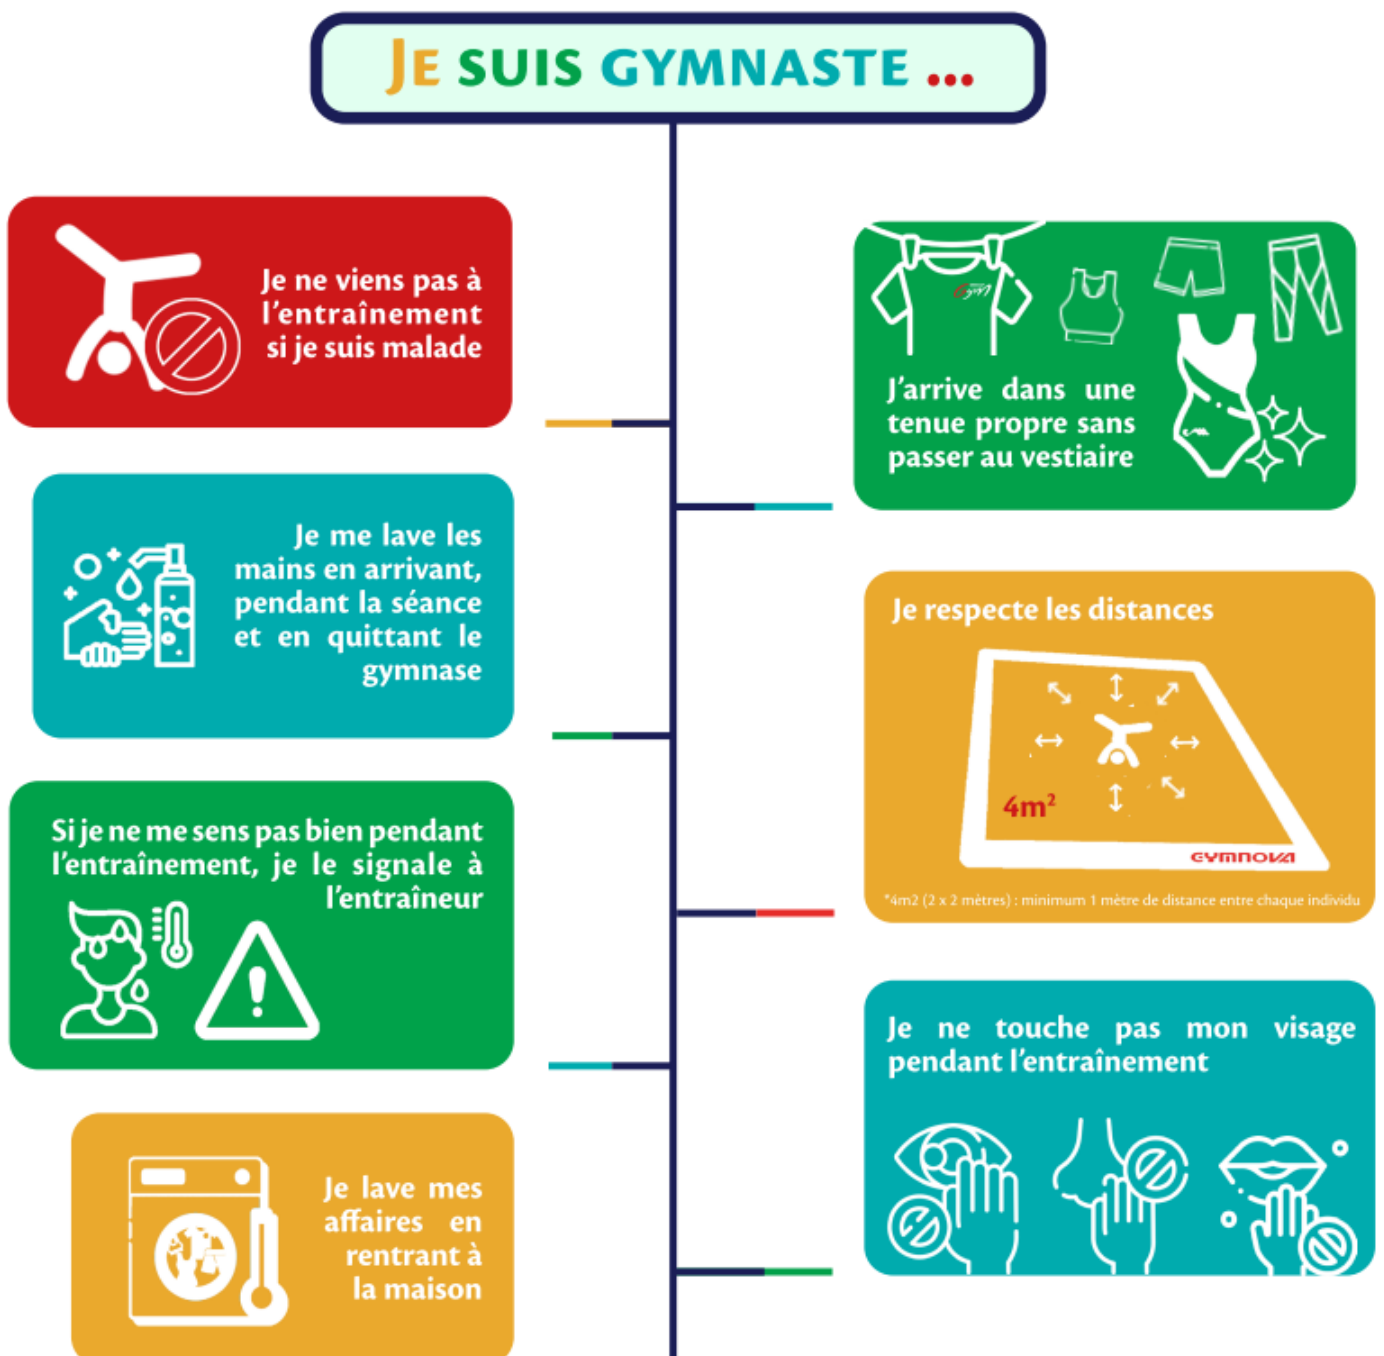 Je suis gymnaste ...
Je ne viens pas à
l'entraînement
si je suis malade
Gym
J'arrive dans une
tenue propre sans
passer au vestiaire
Je me lave les
mains en arrivant,
pendant la séance
et en quittant le
gymnase
Je respecte les distances
4m²
GYMNOVA
*4m2 (2 x 2 mètres) : minimum 1 mètre de distance entre chaque individu
Si je ne me sens pas bien pendant
l'entraînement, je le signale à
l'entraîneur
Je ne touche pas mon visage
pendant l'entraînement
Je lave mes
affaires en
rentrant à
la maison